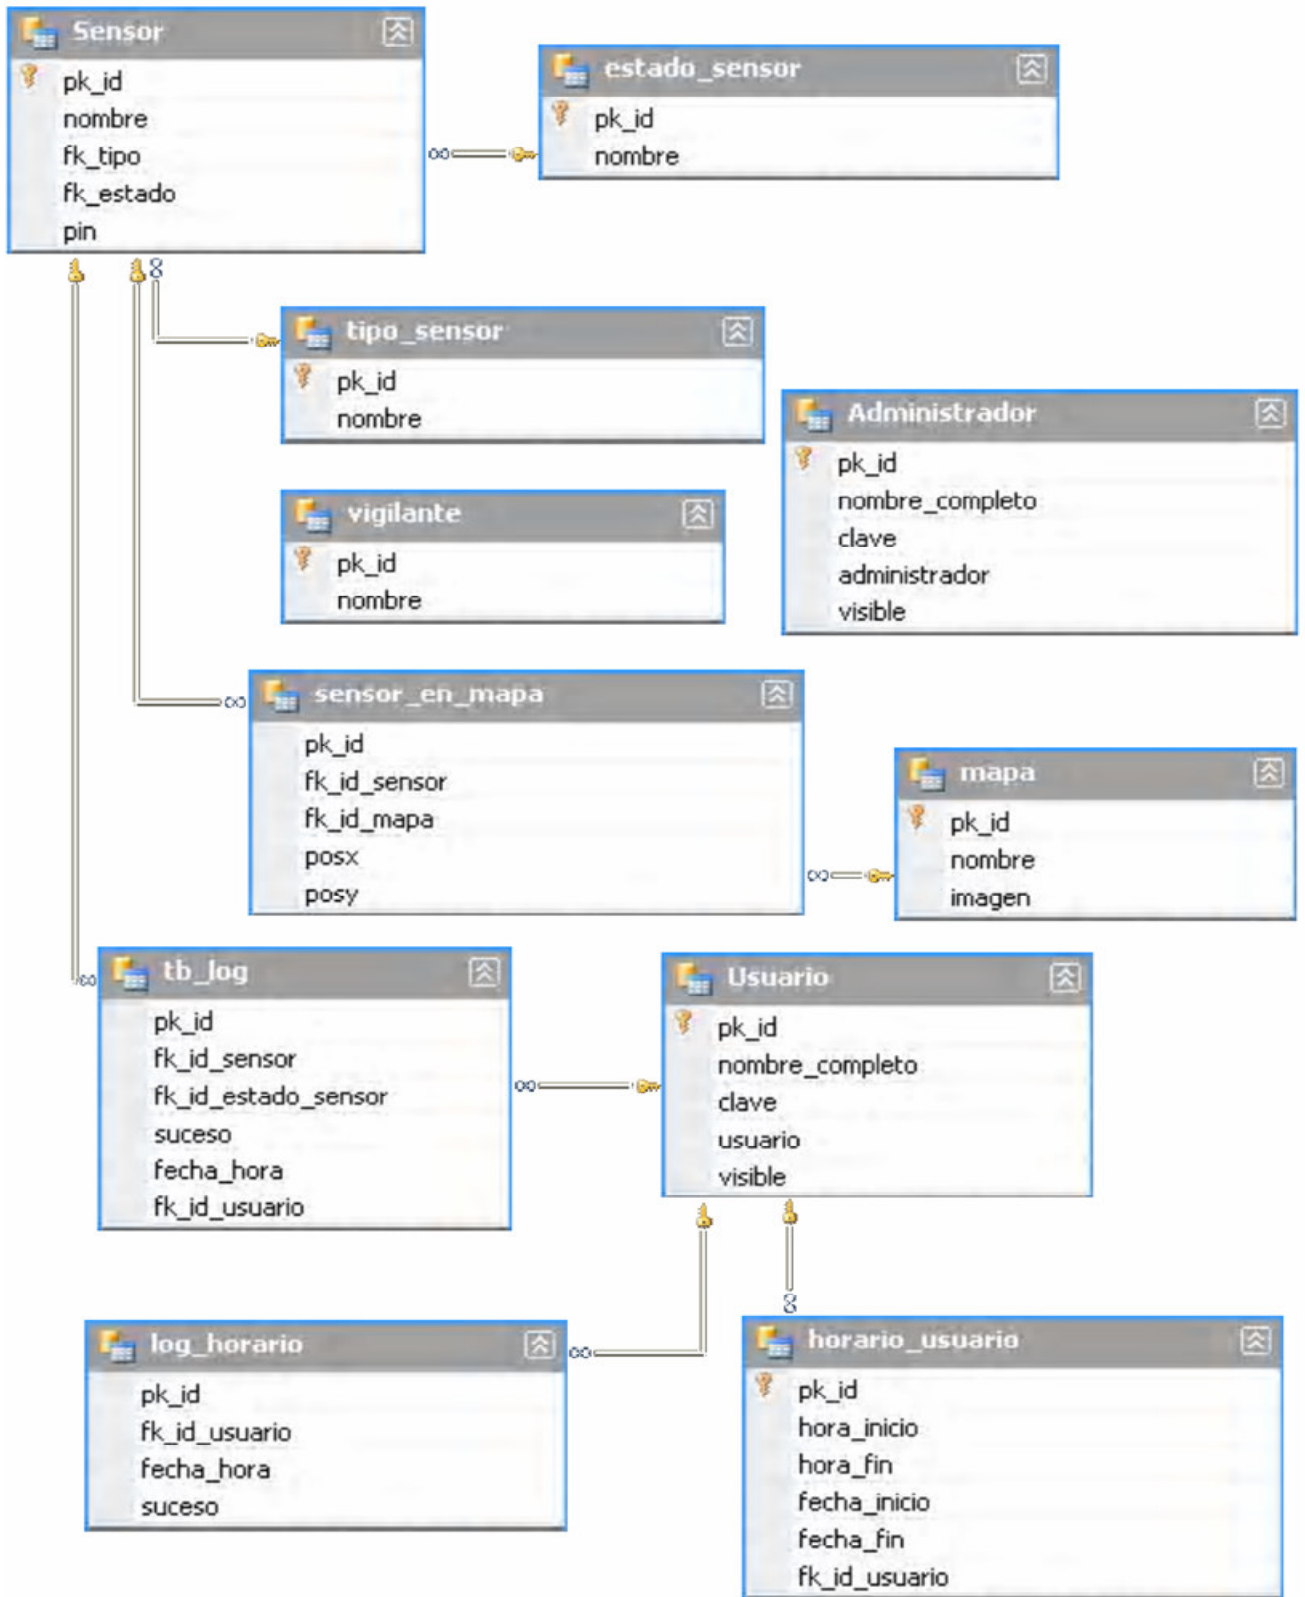 Sensor
pk_id
nombre
fk_tipo
fk_estado
pin
estado_sensor
pk_id
nombre
tipo_sensor
pk_id
nombre
Administrador
pk_id
nombre_completo
clave
administrador
visible
vigilante
pk_id
nombre
sensor_en_mapa
pk_id
fk_id_sensor
fk_id_mapa
posx
posy
mapa
pk_id
nombre
imagen
tb_log
pk_id
fk_id_sensor
fk_id_estado_sensor
suceso
fecha_hora
fk_id_usuario
Usuario
pk_id
nombre_completo
clave
usuario
visible
log_horario
pk_id
fk_id_usuario
fecha_hora
suceso
horario_usuario
pk_id
hora_inicio
hora_fin
fecha_inicio
fecha_fin
fk_id_usuario